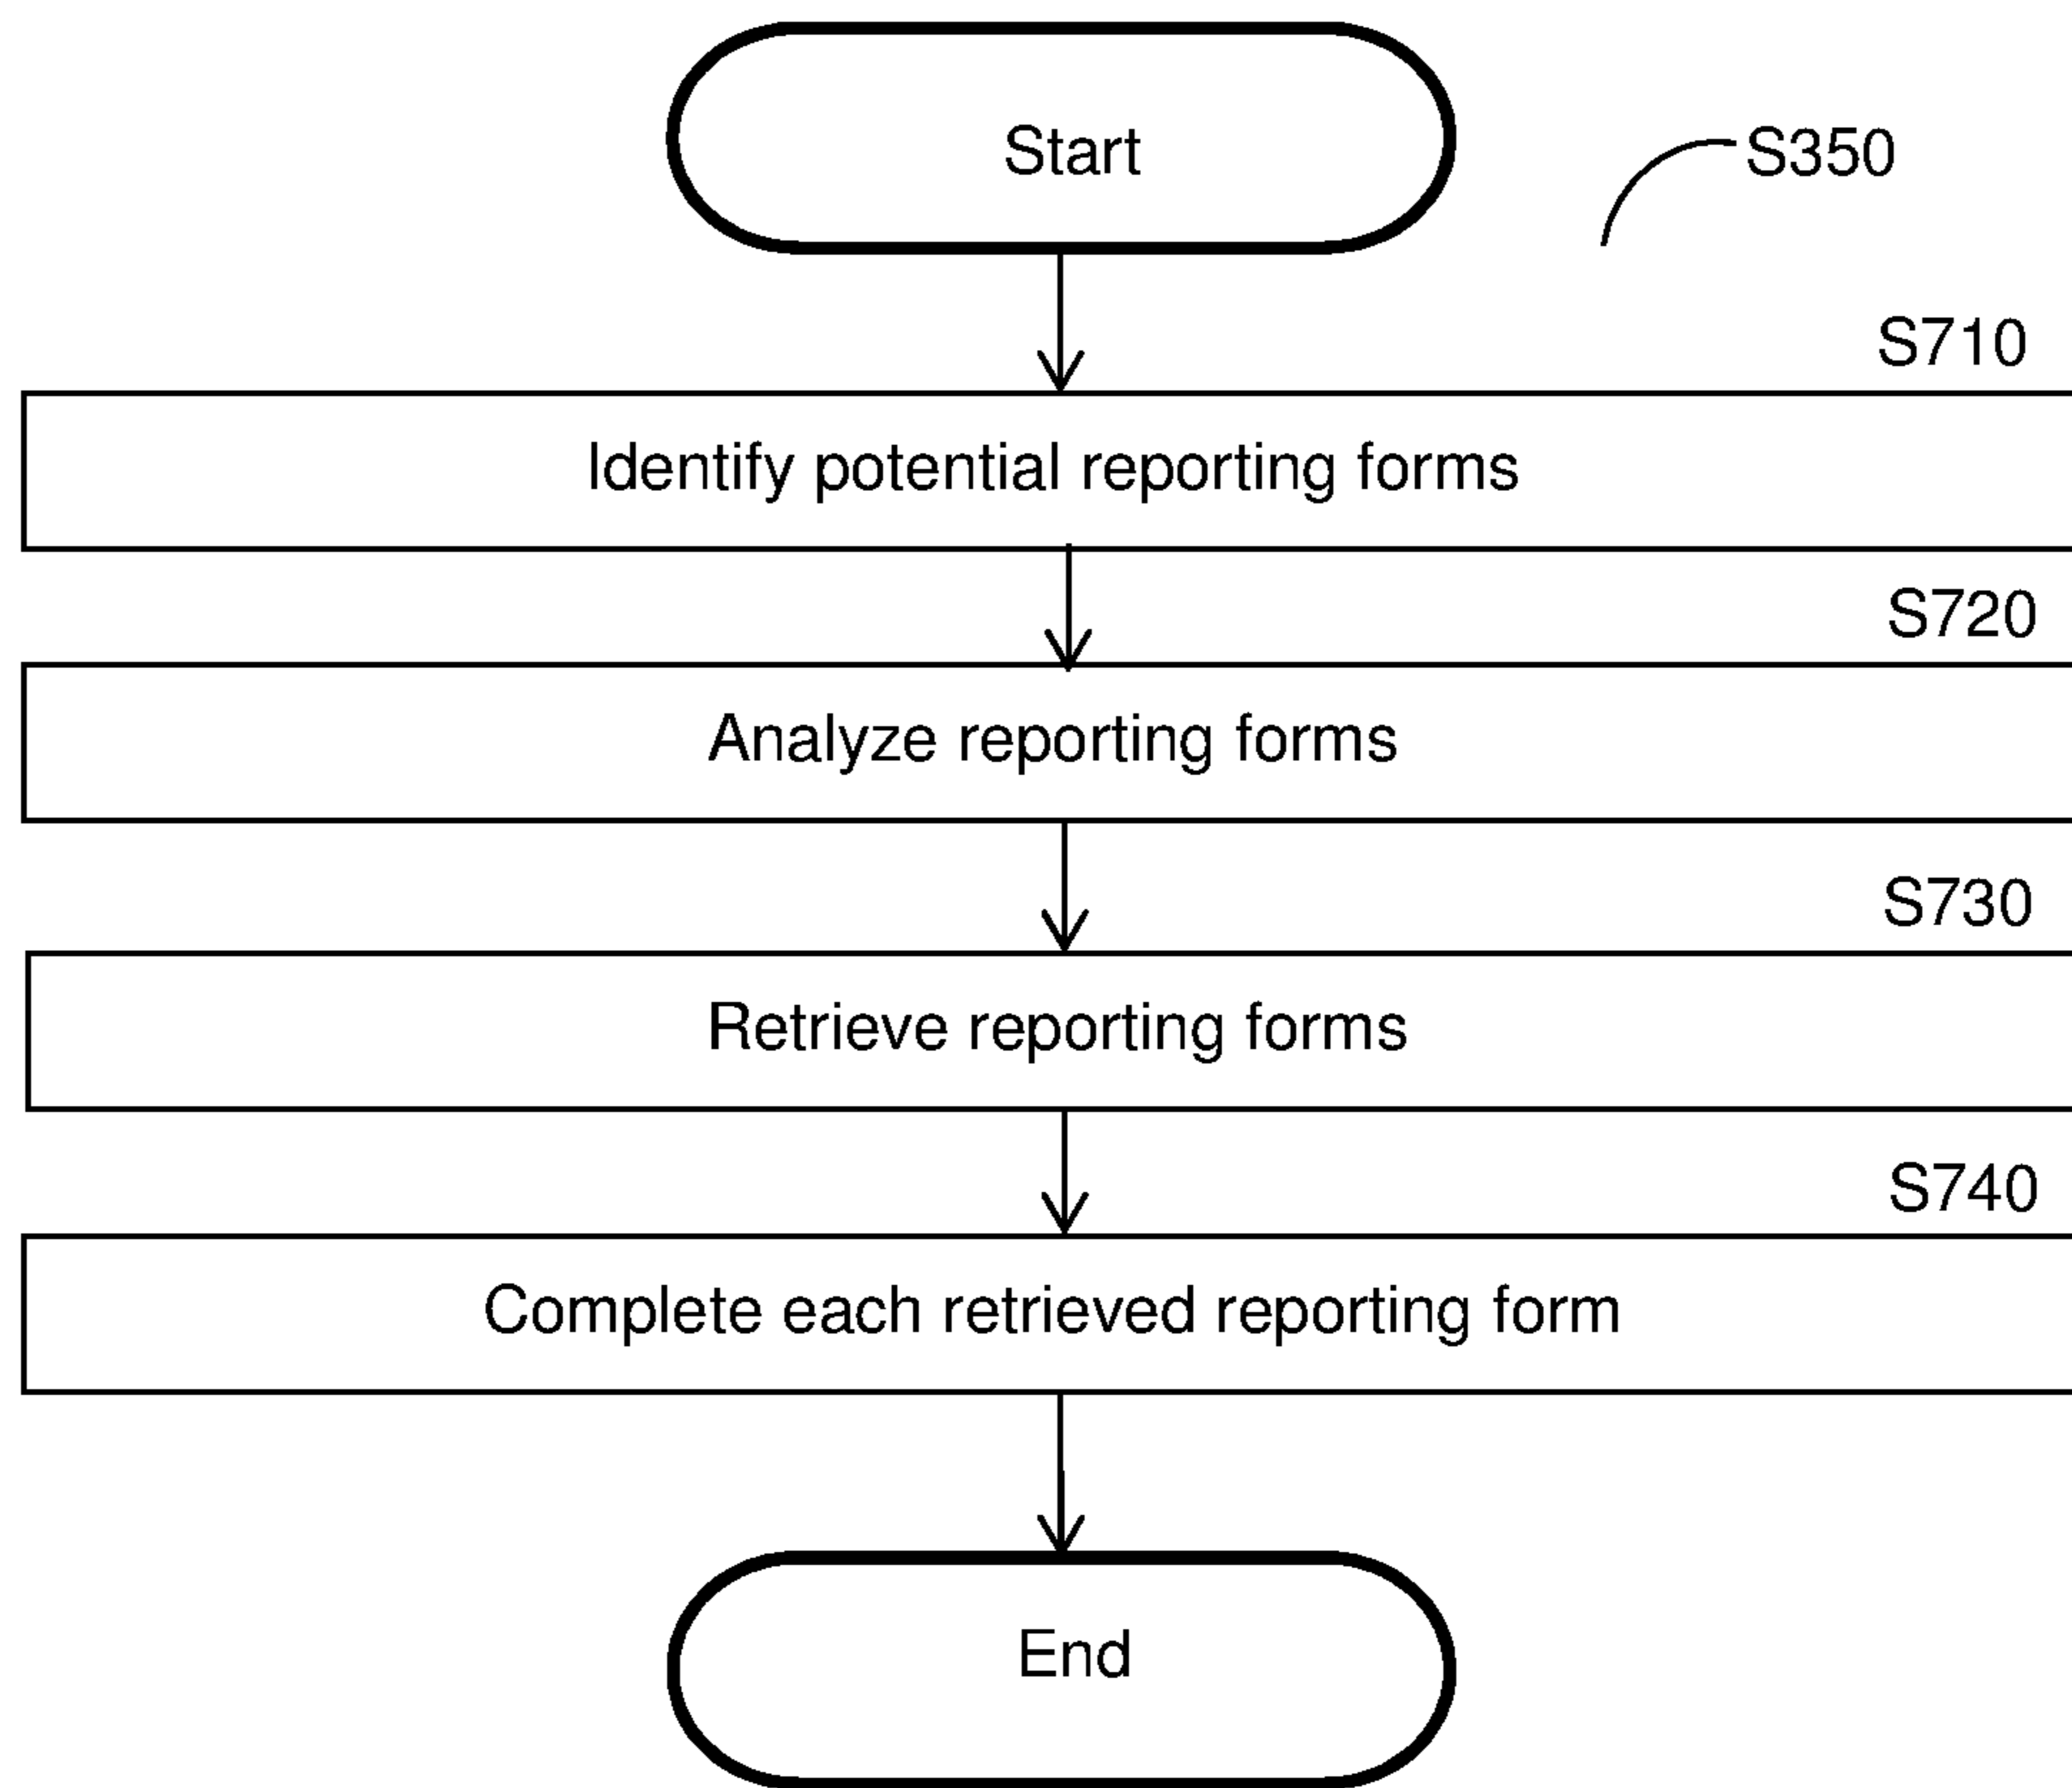 Start
S350
S710
Identify potential reporting forms
S720
Analyze reporting forms
S730
Retrieve reporting forms
S740
Complete each retrieved reporting form
End